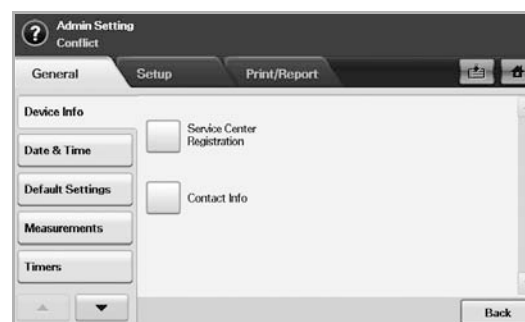 ?
Admin Setting
Conflict
General
Setup
Print/Report
Device Info
Date & Time
Default Settings
Measurements
Timers
Service Center
Registration
Contact Info
Back